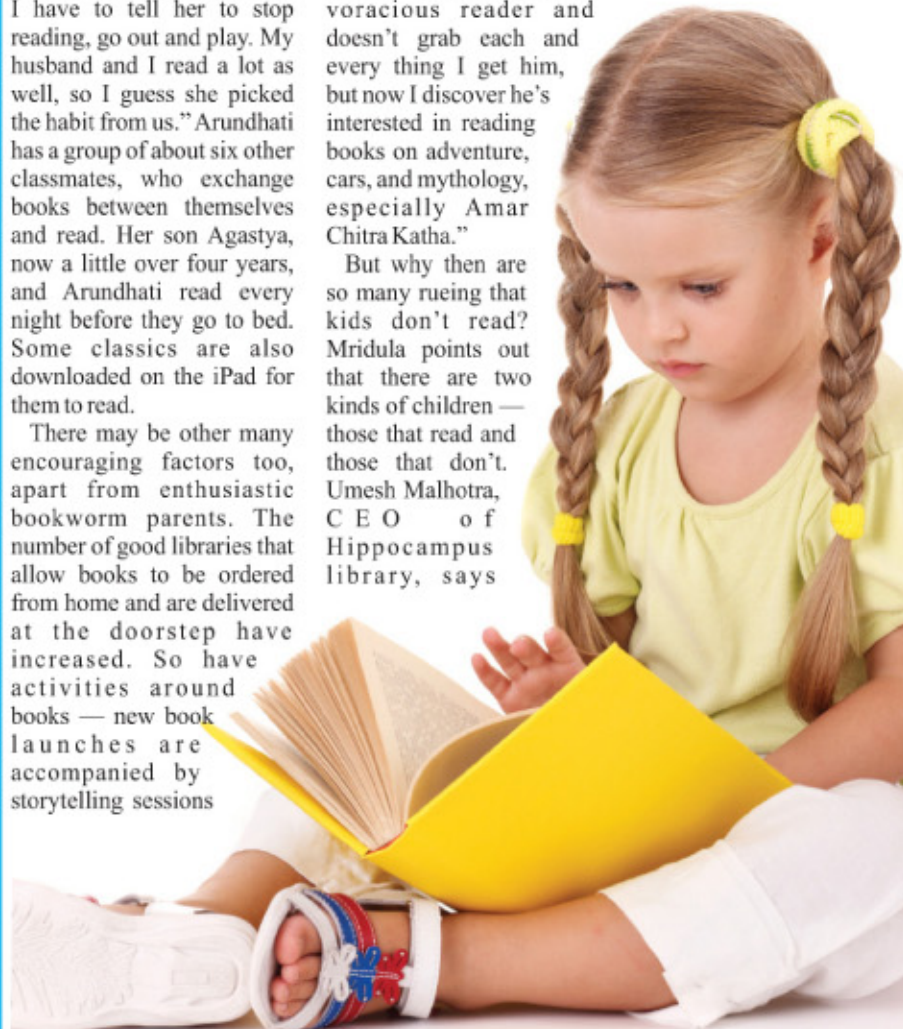 I have to tell her to stop
reading, go out and play. My
husband and I read a lot as
well, so I guess she picked
the habit from us.” Arundhati
has a group of about six other
classmates, who exchange
books between themselves
and read. Her son Agastya,
now a little over four years,
and Arundhati read every
night before they go to bed.
Some classics are also
downloaded on the iPad for
them to read.
There may be other many
encouraging factors too,
apart from enthusiastic
bookworm parents. The
number of good libraries that
allow books to be ordered
from home and are delivered
at the doorstep have
increased. So have
activities around
books — new book
launches are
accompanied by
storytelling sessions
voracious reader and
doesn’t grab each and
every thing I get him,
but now I discover he’s
interested in reading
books on adventure,
cars, and mythology,
especially Amar
Chitra Katha.”
But why then are
so many rueing that
kids don’t read?
Mridula points out
that there are two
kinds of children —
those that read and
those that don’t.
Umesh Malhotra,
CEO of
Hippocampus
library, says